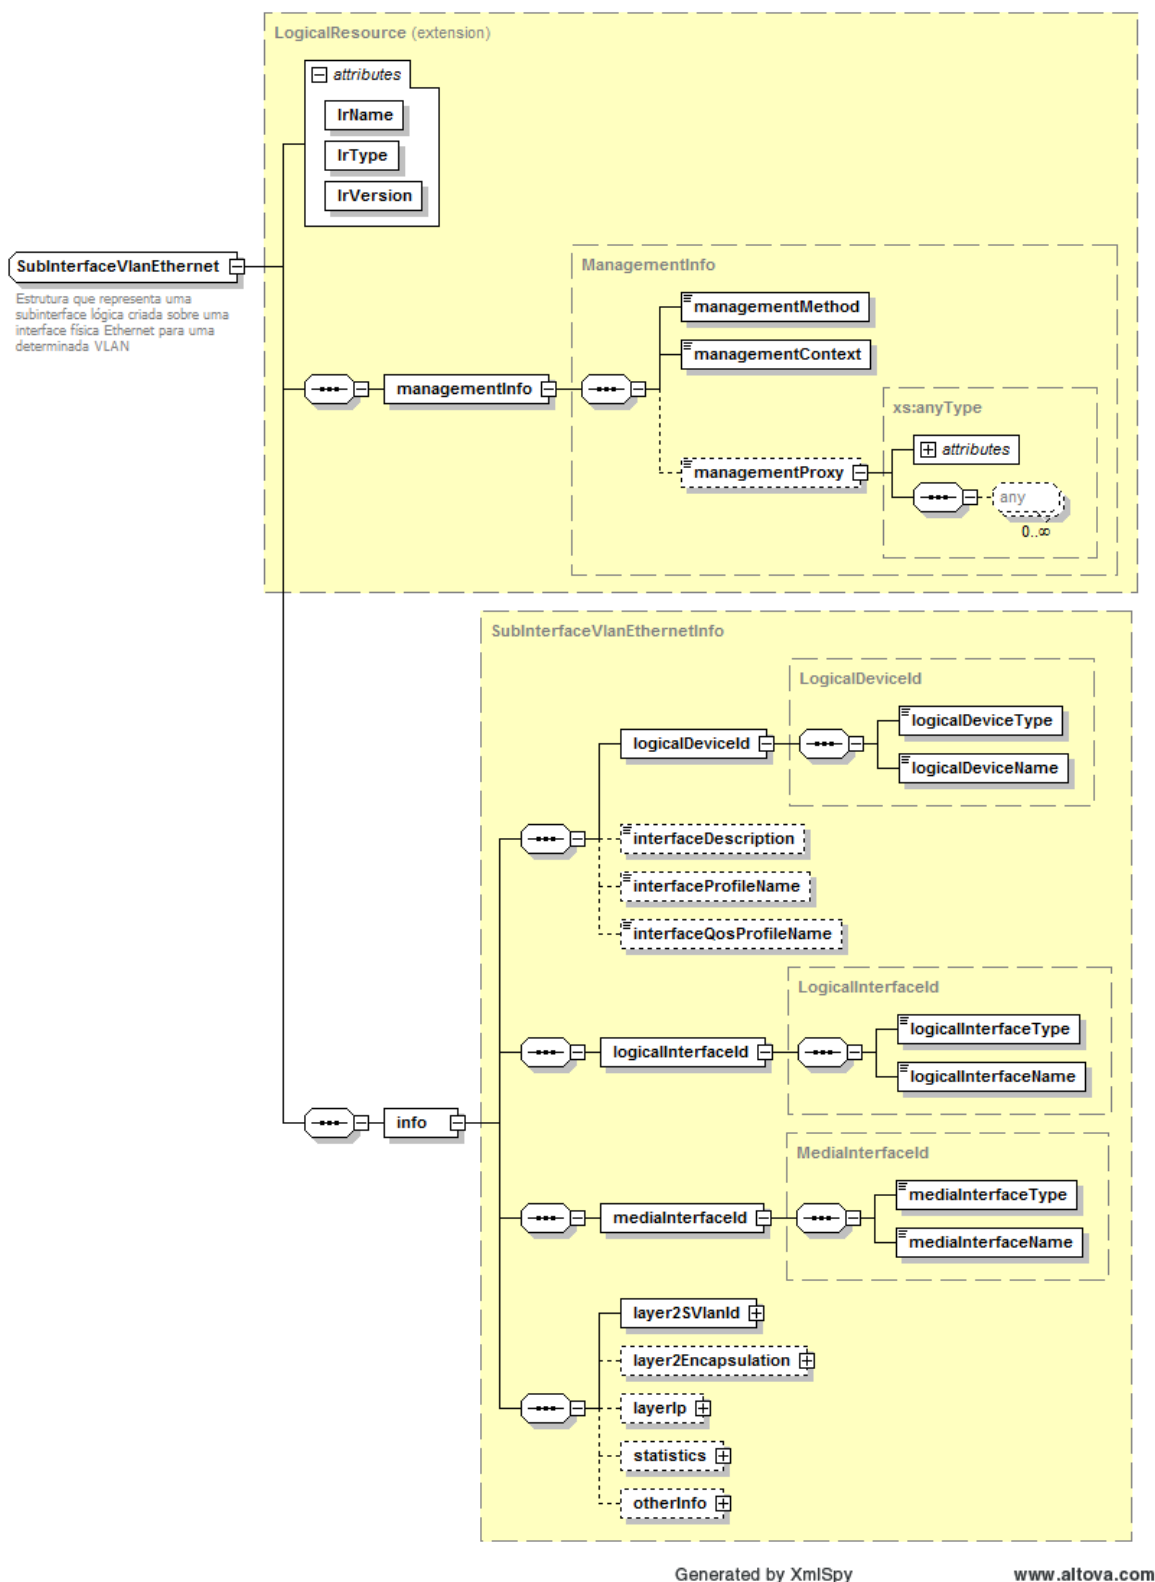 LogicalResource (extension)
attributes
lrName
lrType
lrVersion
SubInterfaceVlanEthernet
Estrutura que representa uma
subinterface lógica criada sobre uma
interface física Ethernet para uma
determinada VLAN
ManagementInfo
managementMethod
managementContext
managementInfo
xs:anyType
attributes
managementProxy
any
0..∞
SubInterfaceVlanEthernetInfo
LogicalDeviceId
logicalDeviceType
logicalDeviceId
logicalDeviceName
interfaceDescription
interfaceProfileName
interfaceQosProfileName
LogicalInterfaceId
logicalInterfaceType
logicalInterfaceId
logicalInterfaceName
info
MediaInterfaceId
mediaInterfaceType
mediaInterfaceId
mediaInterfaceName
layer2SVlanId
layer2Encapsulation
layerIp
statistics
otherInfo
Generated by XmlSpy www.altova.com